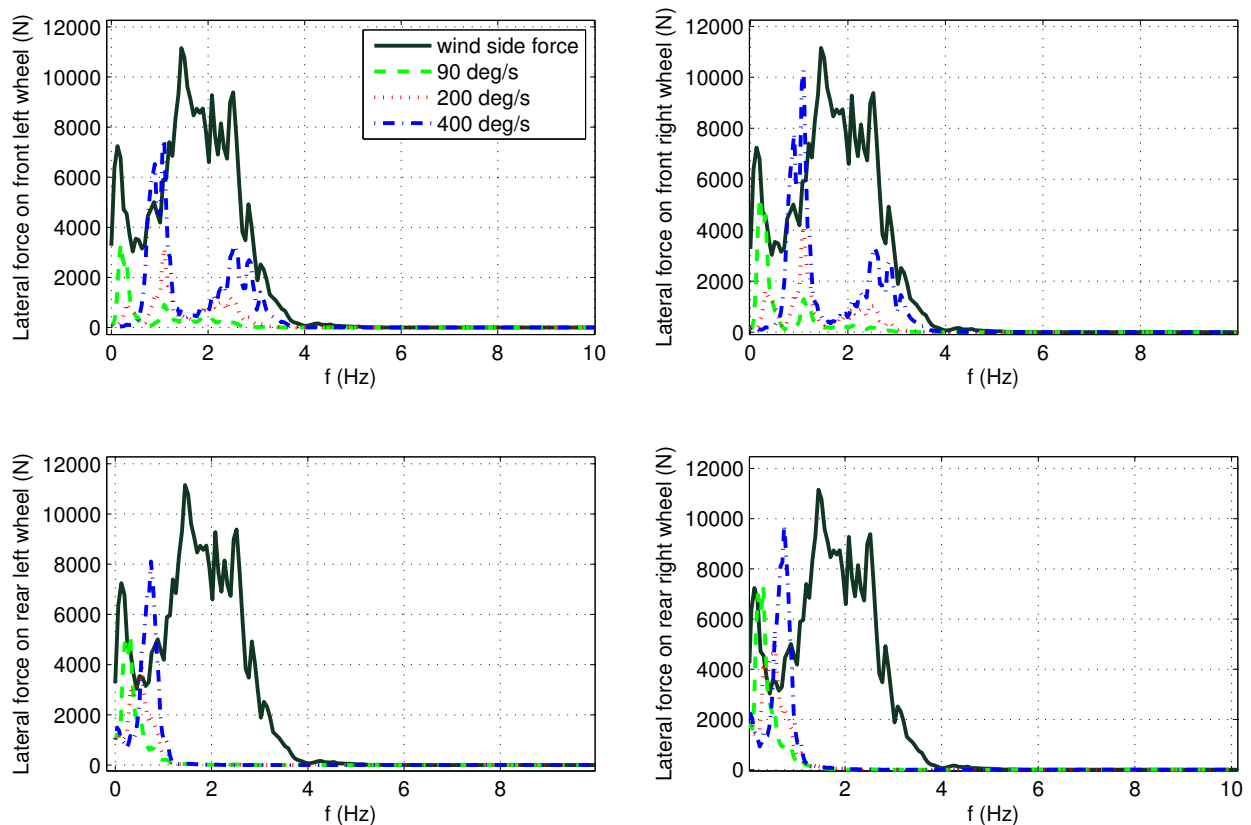 Lateral force on front left wheel (N)
12000
10000
8000
6000
4000
2000
0
0 2 4 6 8 10
f (Hz)
wind side force
90 deg/s
200 deg/s
400 deg/s
Lateral force on front right wheel (N)
12000
10000
8000
6000
4000
2000
0
0 2 4 6 8
f (Hz)
Lateral force on rear left wheel (N)
12000
10000
8000
6000
4000
2000
0
0 2 4 6 8
f (Hz)
Lateral force on rear right wheel (N)
12000
10000
8000
6000
4000
2000
0
0 2 4 6 8 10
f (Hz)